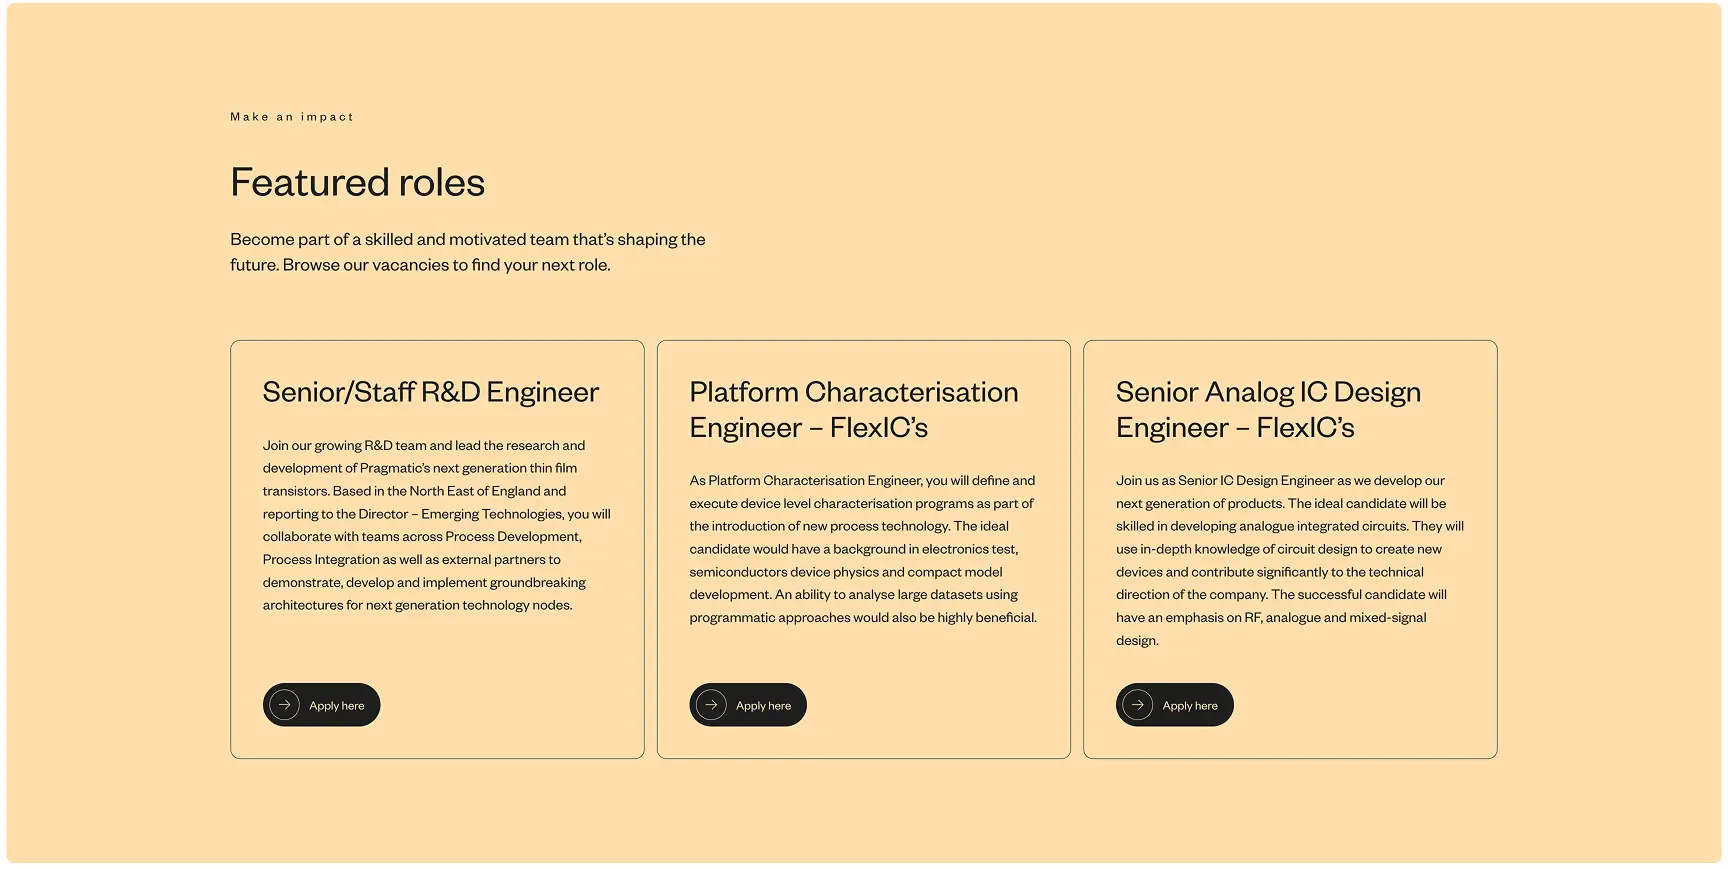 Make an impact
Featured roles
Become part of a skilled and motivated team that’s shaping the
future. Browse our vacancies to find your next role.
Senior/Staff R&D Engineer
Join our growing R&D team and lead the research and
development of Pragmatic’s next generation thin film
transistors. Based in the North East of England and
reporting to the Director – Emerging Technologies, you will
collaborate with teams across Process Development,
Process Integration as well as external partners to
demonstrate, develop and implement groundbreaking
architectures for next generation technology nodes.
Apply here
Platform Characterisation
Engineer – FlexIC’s
As Platform Characterisation Engineer, you will define and
execute device level characterisation programs as part of
the introduction of new process technology. The ideal
candidate would have a background in electronics test,
semiconductors device physics and compact model
development. An ability to analyse large datasets using
programmatic approaches would also be highly beneficial.
Apply here
Senior Analog IC Design
Engineer – FlexIC’s
Join us as Senior IC Design Engineer as we develop our
next generation of products. The ideal candidate will be
skilled in developing analogue integrated circuits. They will
use in-depth knowledge of circuit design to create new
devices and contribute significantly to the technical
direction of the company. The successful candidate will
have an emphasis on RF, analogue and mixed-signal
design.
Apply here